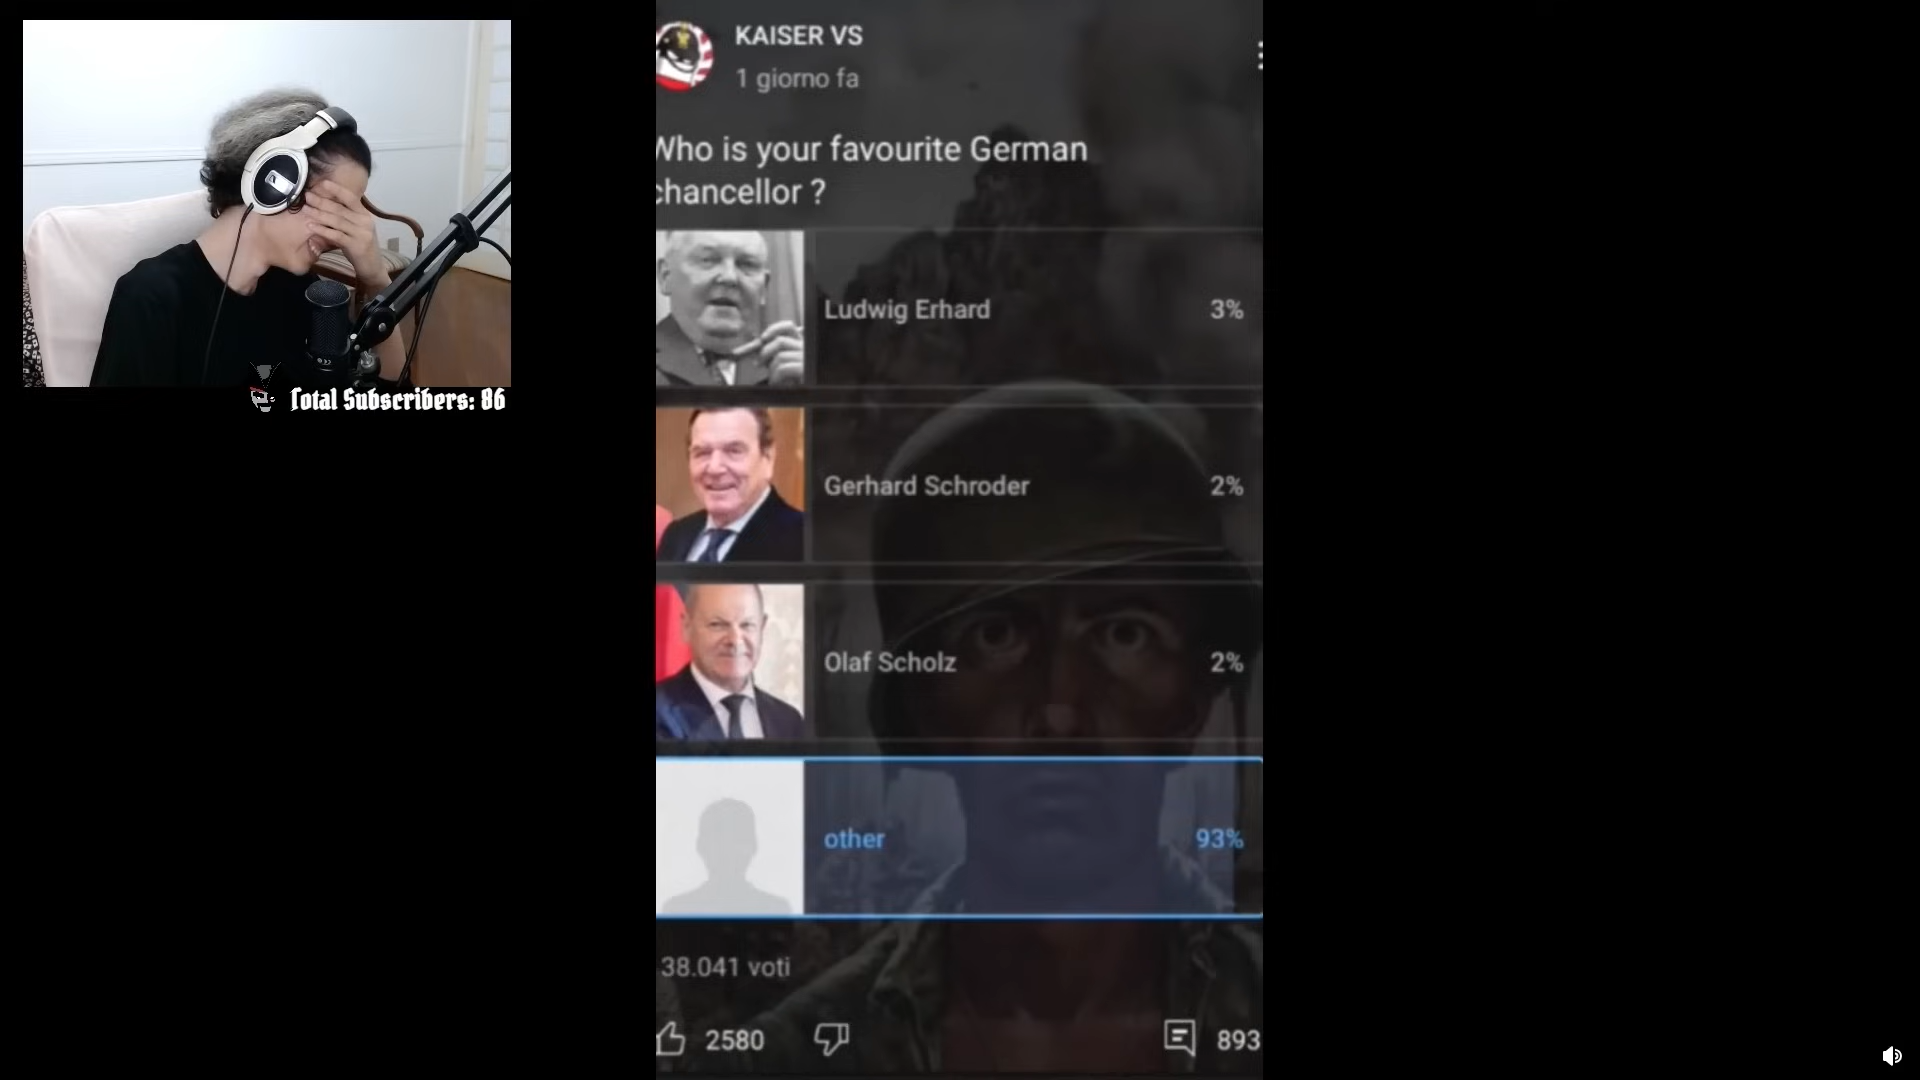 Total Subscribers: 86
KAISER VS
1 giorno fa
Who is your favourite German
chancellor ?
Ludwig Erhard 3%
Gerhard Schroder 2%
Olaf Scholz 2%
other 93%
38.041 voti
2580 893